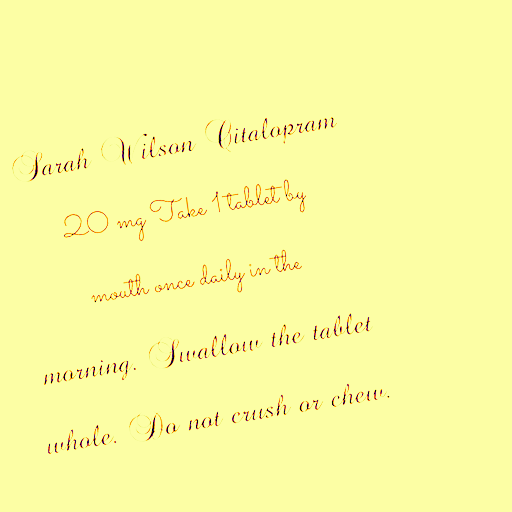 Sarah Wilson Citalopram
20 mg Take 1 tablet by
mouth once daily in the
morning. Swallow the tablet
whole. Do not crush or chew.